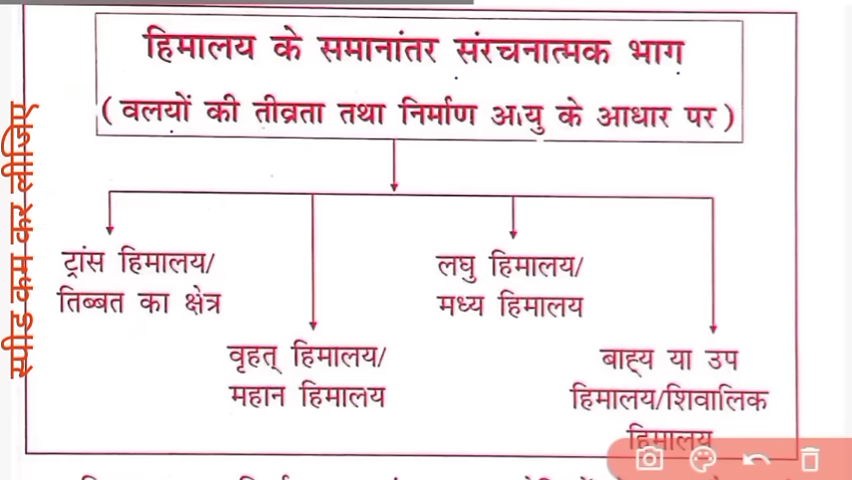 हिमालय के समानांतर संरचनात्मक भाग
( वलयों की तीव्रता तथा निर्माण आयु के आधार पर )
स्पीड कम कर लीजिए
ट्रांस हिमालय/
तिब्बत का क्षेत्र
वृहत् हिमालय/
महान हिमालय
लघु हिमालय/
मध्य हिमालय
बाह्य या उप
हिमालय/शिवालिक
हिमालय